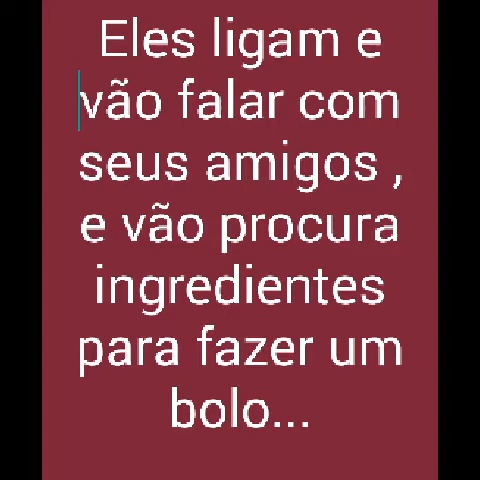 Eles ligam e
vão falar com
seus amigos ,
e vão procura
ingredientes
para fazer um
bolo...